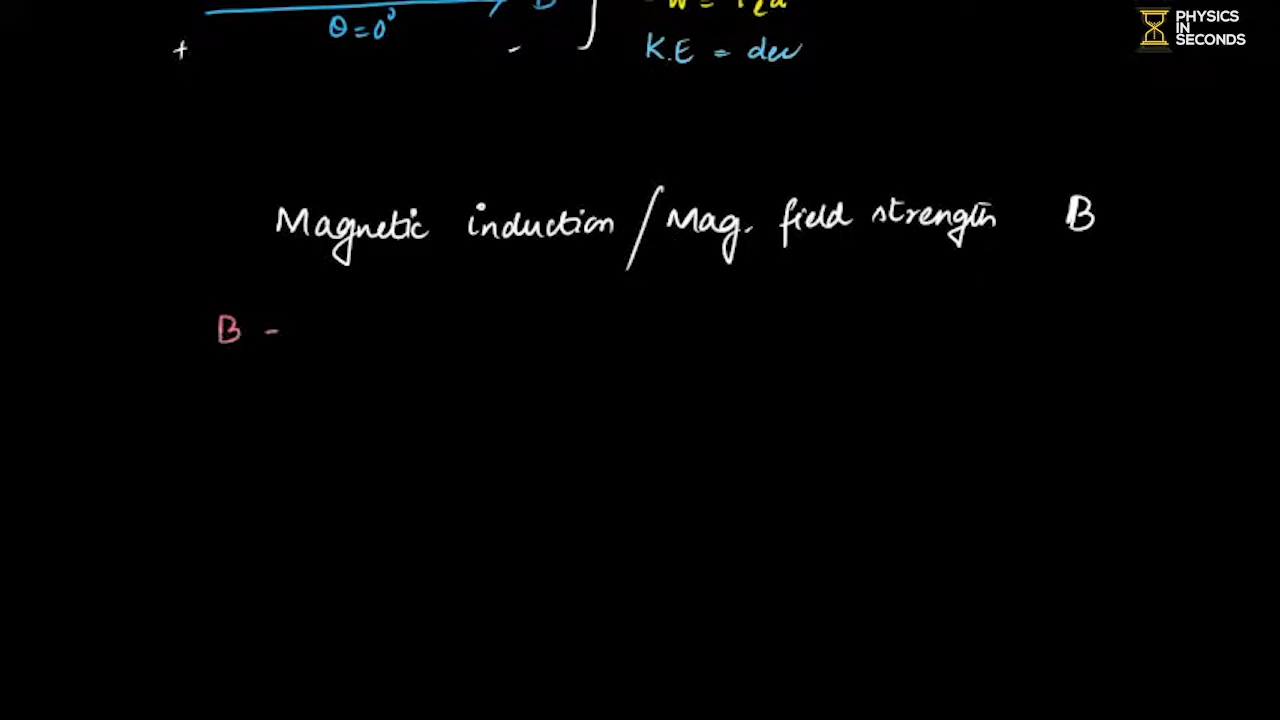 θ = 0°
+ -
K.E = dec
PHYSICS
IN
SECONDS
Magnetic induction / Mag. field strength B
B -